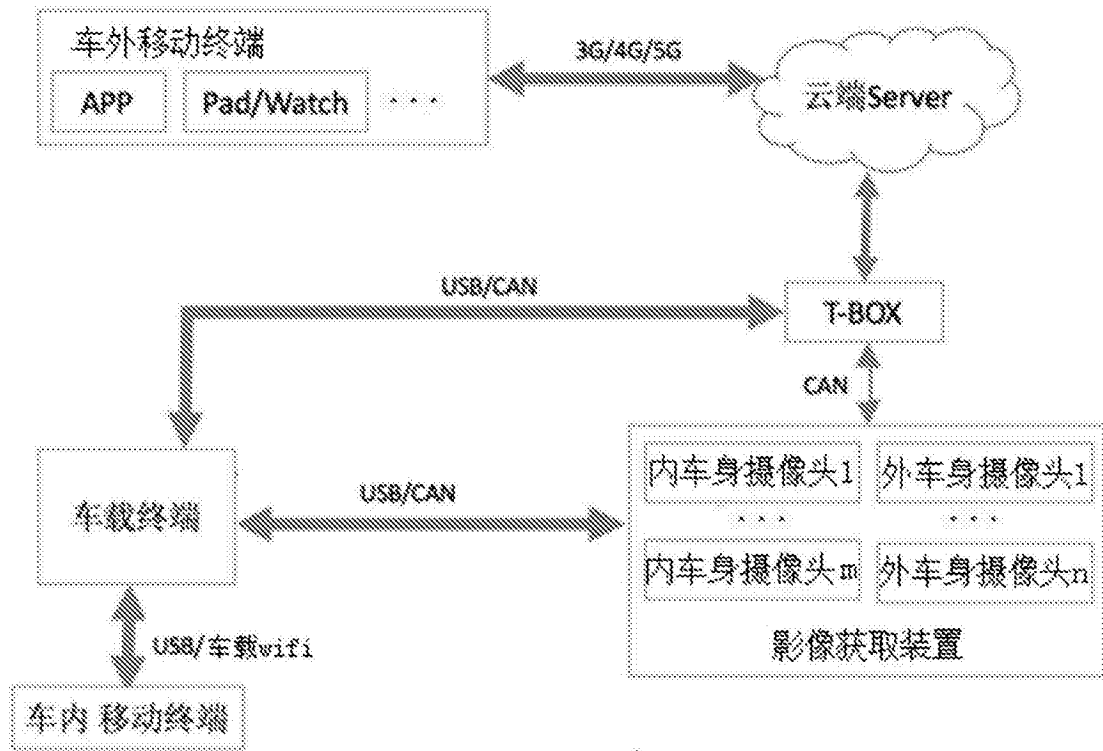 车外移动终端
APP
Pad/Watch
. . .
3G/4G/5G
云端Server
USB/CAN
T-BOX
CAN
车载终端
USB/CAN
内车身摄像头1
外车身摄像头1
. . .
. . .
内车身摄像头m
外车身摄像头n
影像获取装置
USB/车载wifi
车内 移动终端